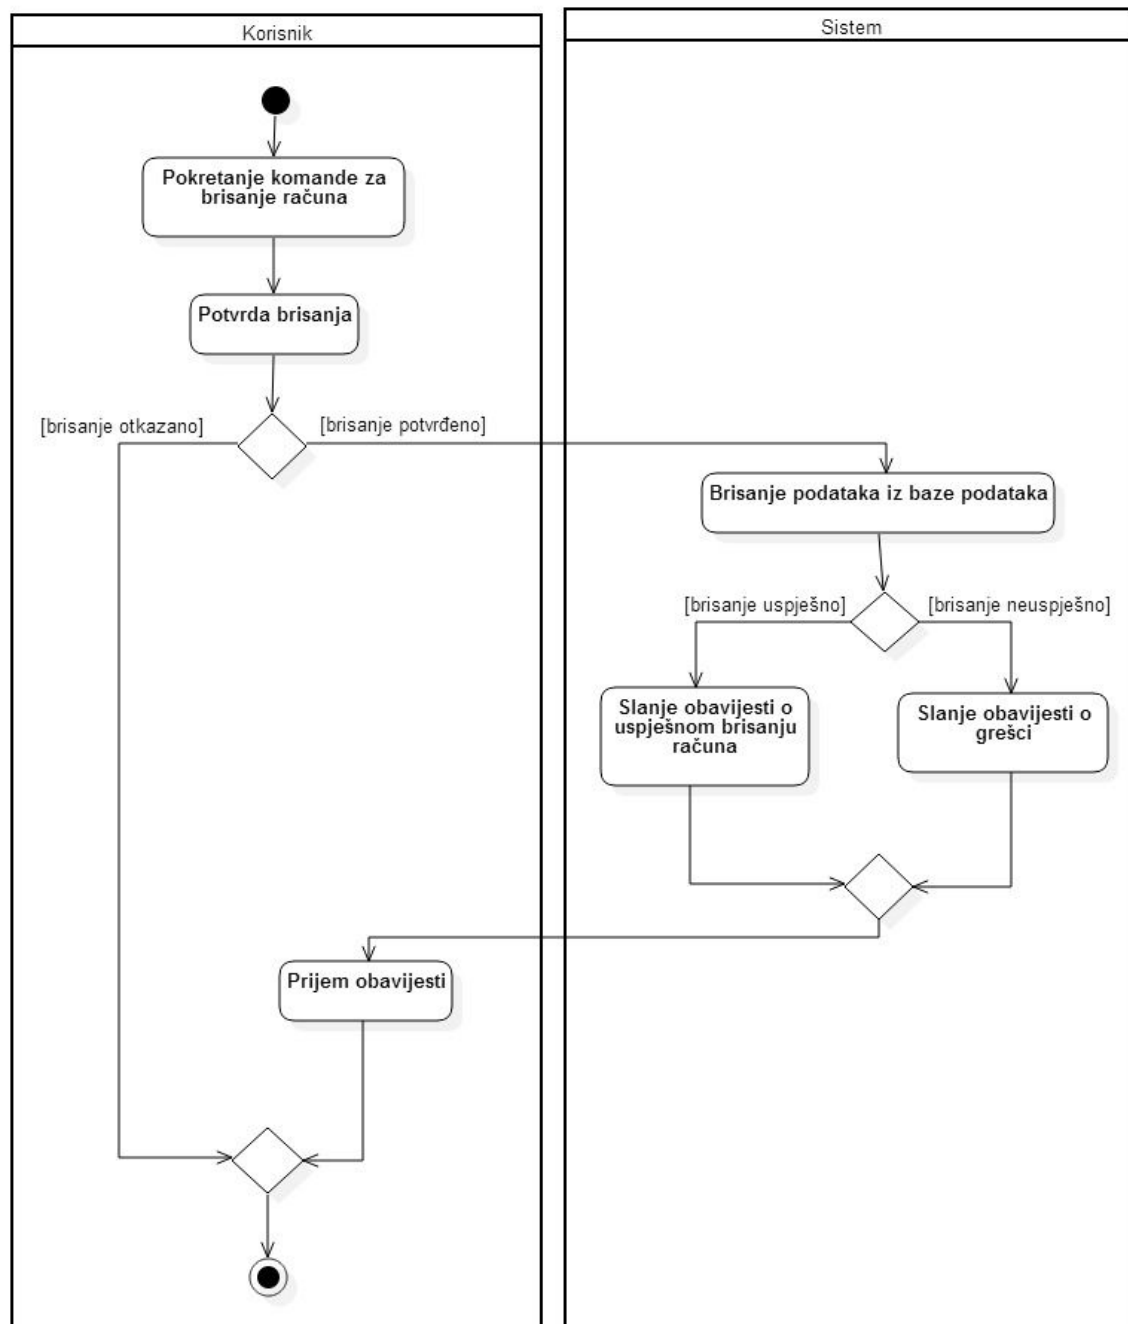 Korisnik
Sistem
Pokretanje komande za
brisanje računa
Potvrda brisanja
[brisanje otkazano]
[brisanje potvrđeno]
Brisanje podataka iz baze podataka
[brisanje uspješno]
[brisanje neuspješno]
Slanje obavijesti o
uspješnom brisanju
računa
Slanje obavijesti o
grešci
Prijem obavijesti